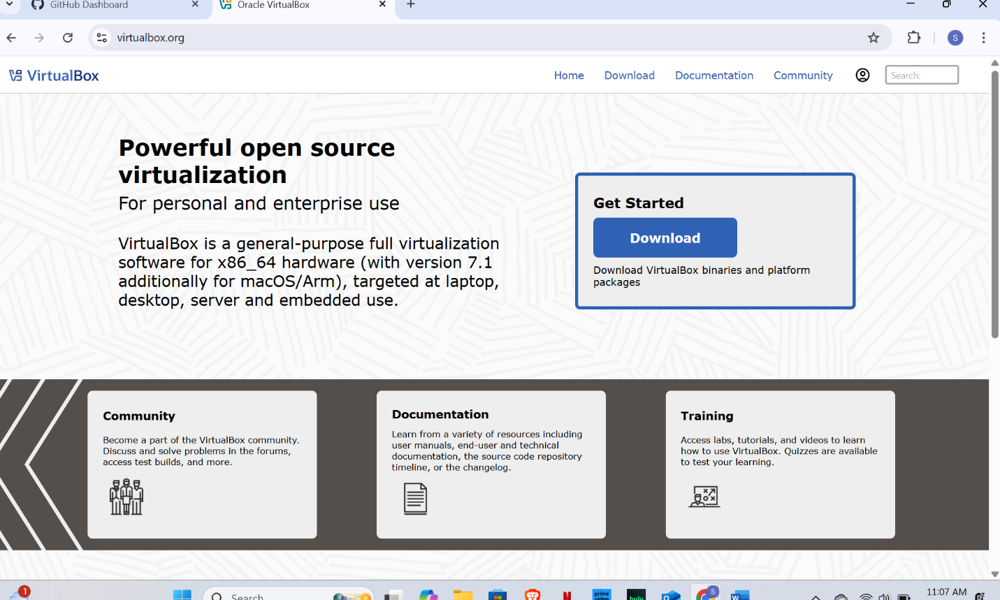 GitHub Dashboard
Oracle VirtualBox
virtualbox.org
S
VirtualBox
Home
Download
Documentation
Community
Search:
Powerful open source
virtualization
For personal and enterprise use
VirtualBox is a general-purpose full virtualization
software for x86_64 hardware (with version 7.1
additionally for macOS/Arm), targeted at laptop,
desktop, server and embedded use.
Get Started
Download
Download VirtualBox binaries and platform
packages
Community
Become a part of the VirtualBox community.
Discuss and solve problems in the forums,
access test builds, and more.
Documentation
Learn from a variety of resources including
user manuals, end-user and technical
documentation, the source code repository
timeline, or the changelog.
Training
Access labs, tutorials, and videos to learn
how to use VirtualBox. Quizzes are available
to test your learning.
1
Search
N
prime
video
hulu
S
W
11:07 AM